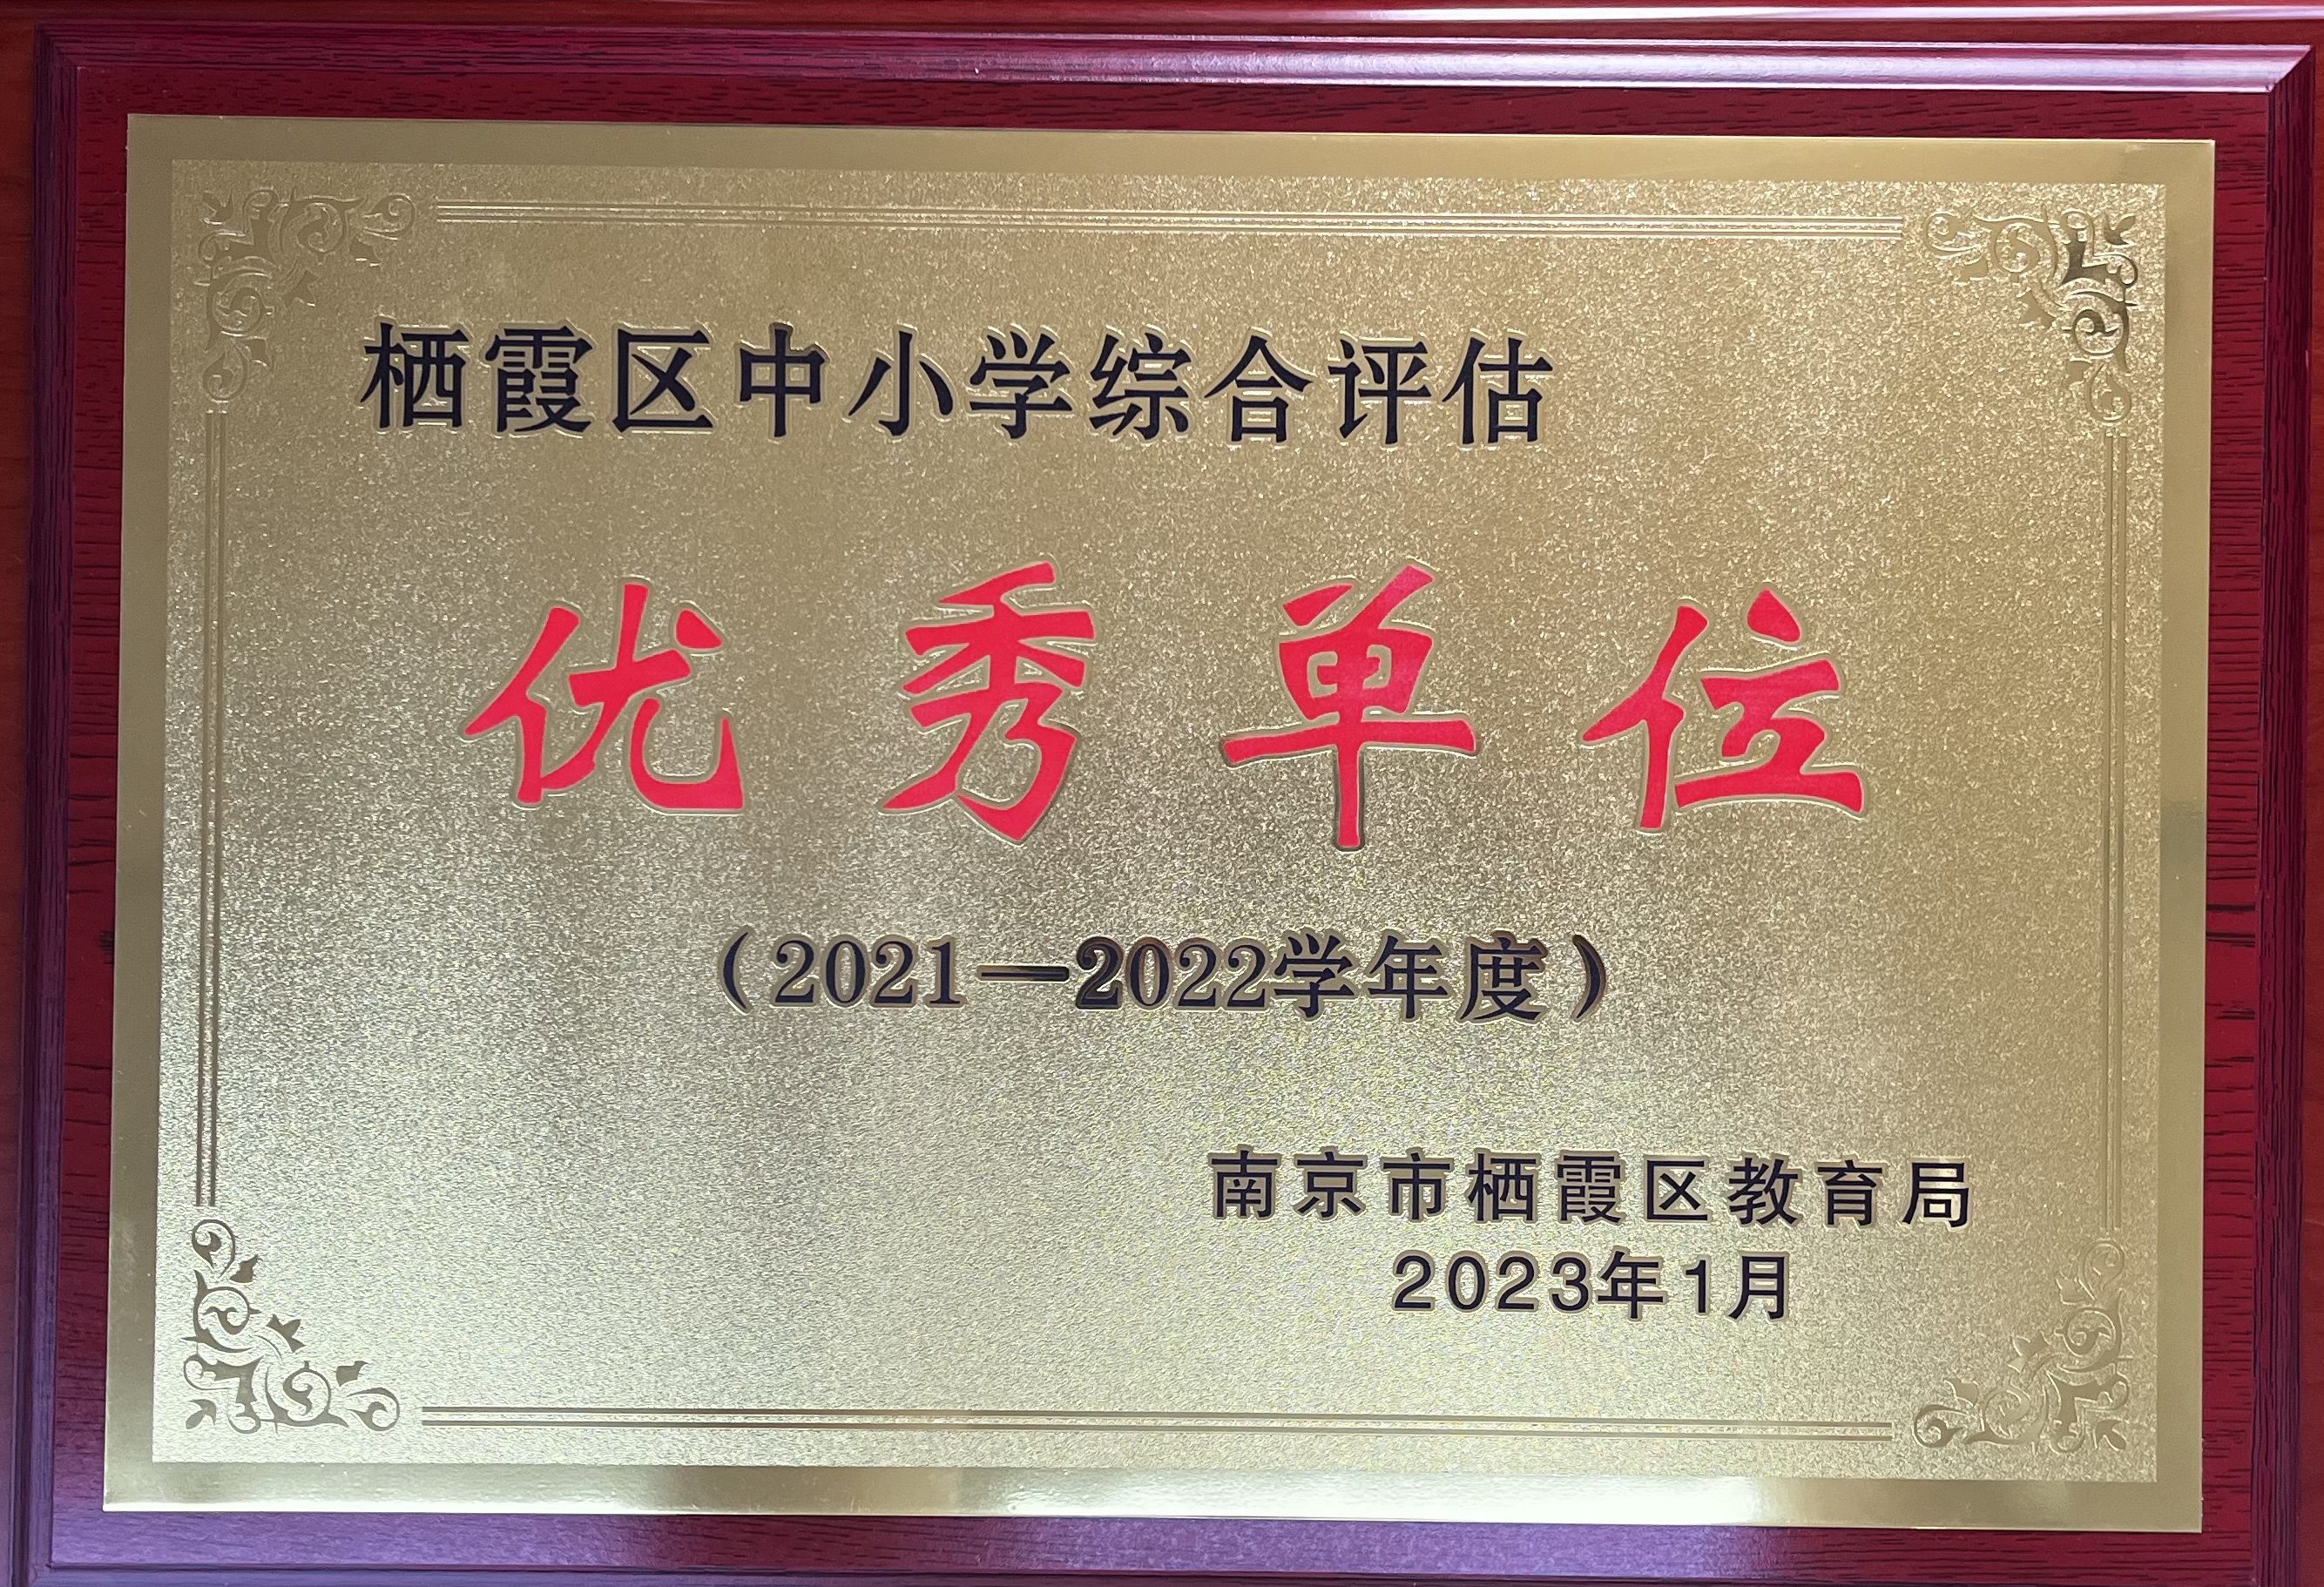 栖霞区中小学综合评估
优秀单位
（2021—2022学年度）
南京市栖霞区教育局
2023年1月